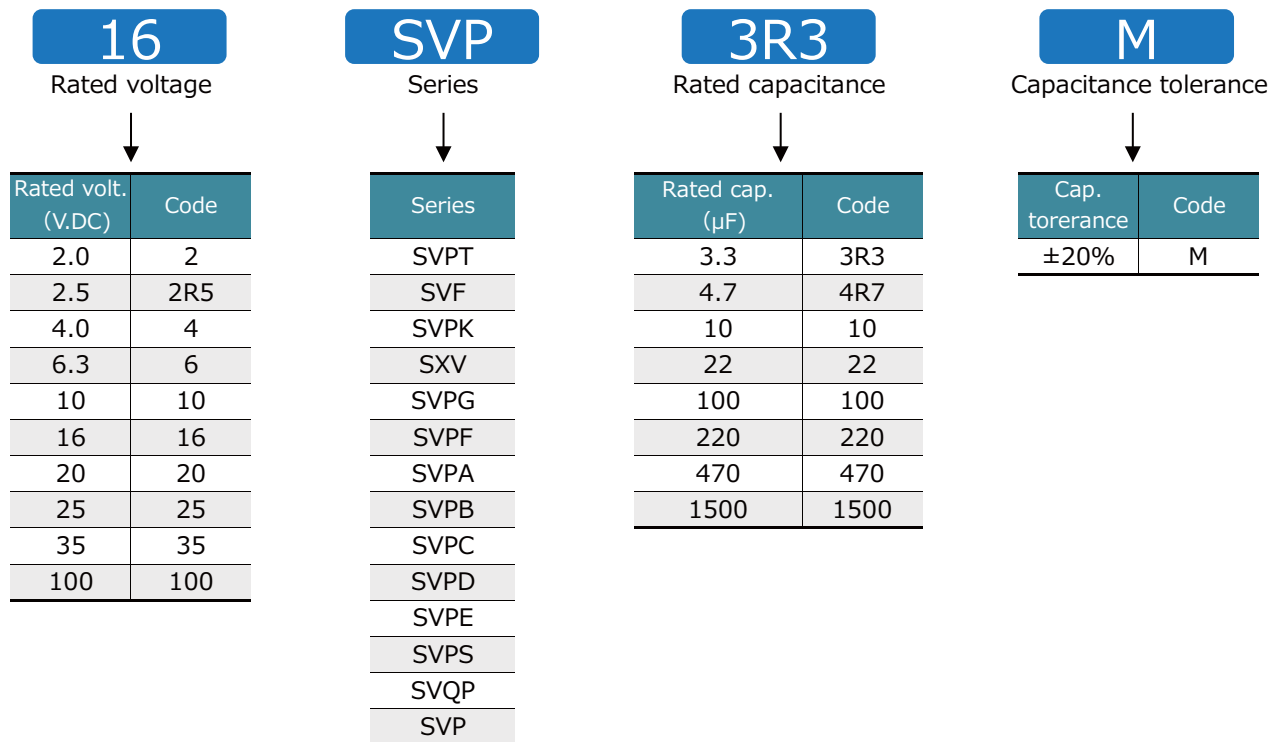 16 SVP 3R3 M
Rated voltage Series Rated capacitance Capacitance tolerance
Rated volt.
(V.DC) Code
2.0 2
2.5 2R5
4.0 4
6.3 6
10 10
16 16
20 20
25 25
35 35
100 100
Series
SVPT
SVF
SVPK
SXV
SVPG
SVPF
SVPA
SVPB
SVPC
SVPD
SVPE
SVPS
SVQP
SVP
Rated cap.
(μF) Code
3.3 3R3
4.7 4R7
10 10
22 22
100 100
220 220
470 470
1500 1500
Cap.
torerance Code
±20% M